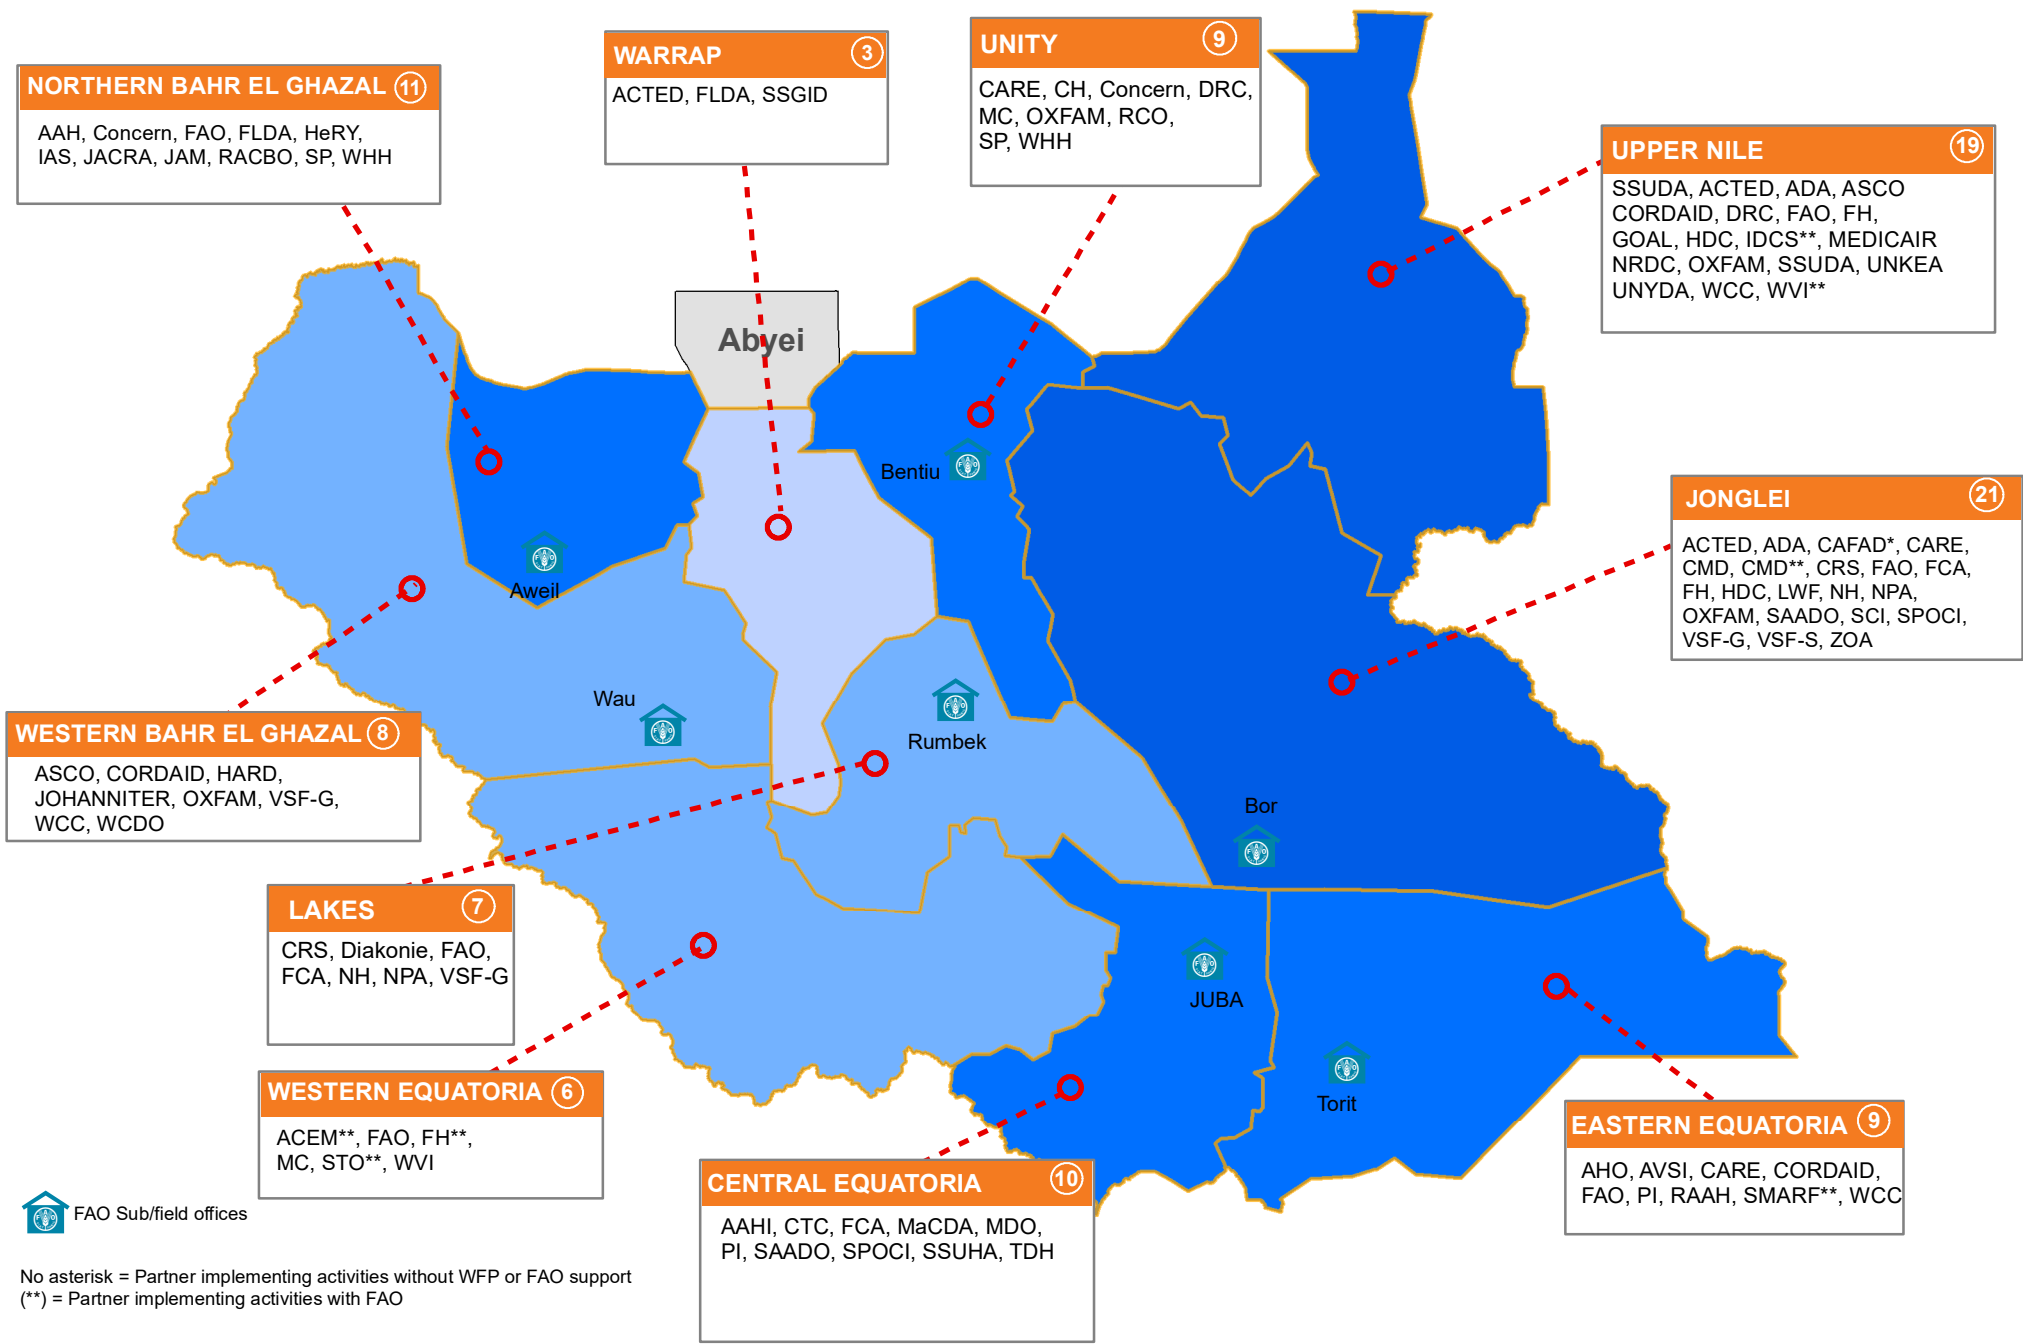 NORTHERN BAHR EL GHAZAL 11
AAH, Concern, FAO, FLDA, HeRY,
IAS, JACRA, JAM, RACBO, SP, WHH
WARRAP 3
ACTED, FLDA, SSGID
UNITY 9
CARE, CH, Concern, DRC,
MC, OXFAM, RCO,
SP, WHH
UPPER NILE 19
SSUDA, ACTED, ADA, ASCO
CORDAID, DRC, FAO, FH,
GOAL, HDC, IDCS**, MEDICAIR
NRDC, OXFAM, SSUDA, UNKEA
UNYDA, WCC, WVI**
Abyei
Bentiu
Aweil
JONGLEI 21
ACTED, ADA, CAFAD*, CARE,
CMD, CMD**, CRS, FAO, FCA,
FH, HDC, LWF, NH, NPA,
OXFAM, SAADO, SCI, SPOCI,
VSF-G, VSF-S, ZOA
Wau
Rumbek
WESTERN BAHR EL GHAZAL 8
ASCO, CORDAID, HARD,
JOHANNITER, OXFAM, VSF-G,
WCC, WCDO
Bor
LAKES 7
CRS, Diakonie, FAO,
FCA, NH, NPA, VSF-G
JUBA
Torit
WESTERN EQUATORIA 6
ACEM**, FAO, FH**,
MC, STO**, WVI
CENTRAL EQUATORIA 10
AAHI, CTC, FCA, MaCDA, MDO,
PI, SAADO, SPOCI, SSUHA, TDH
EASTERN EQUATORIA 9
AHO, AVSI, CARE, CORDAID,
FAO, PI, RAAH, SMARF**, WCC
FAO Sub/field offices
No asterisk = Partner implementing activities without WFP or FAO support
(**) = Partner implementing activities with FAO